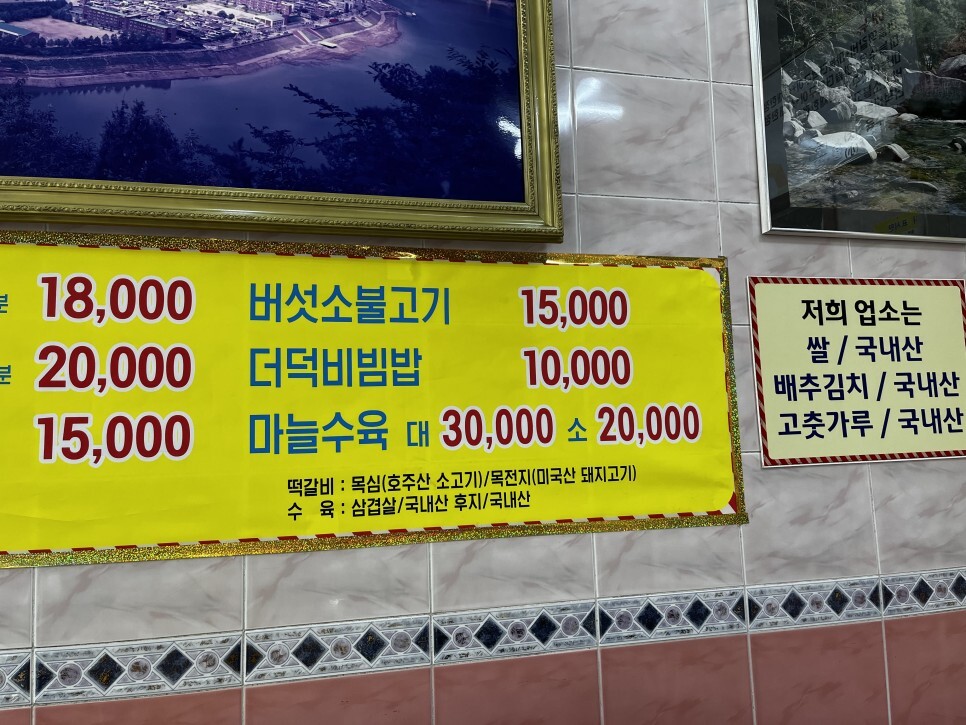 분 18,000 버섯소불고기 15,000
분 20,000 더덕비빔밥 10,000
15,000 마늘수육 대 30,000 소 20,000
떡갈비 : 목심(호주산 소고기)/목전지(미국산 돼지고기)
수 육 : 삼겹살/국내산 후지/국내산
저희 업소는
쌀 / 국내산
배추김치 / 국내산
고춧가루 / 국내산